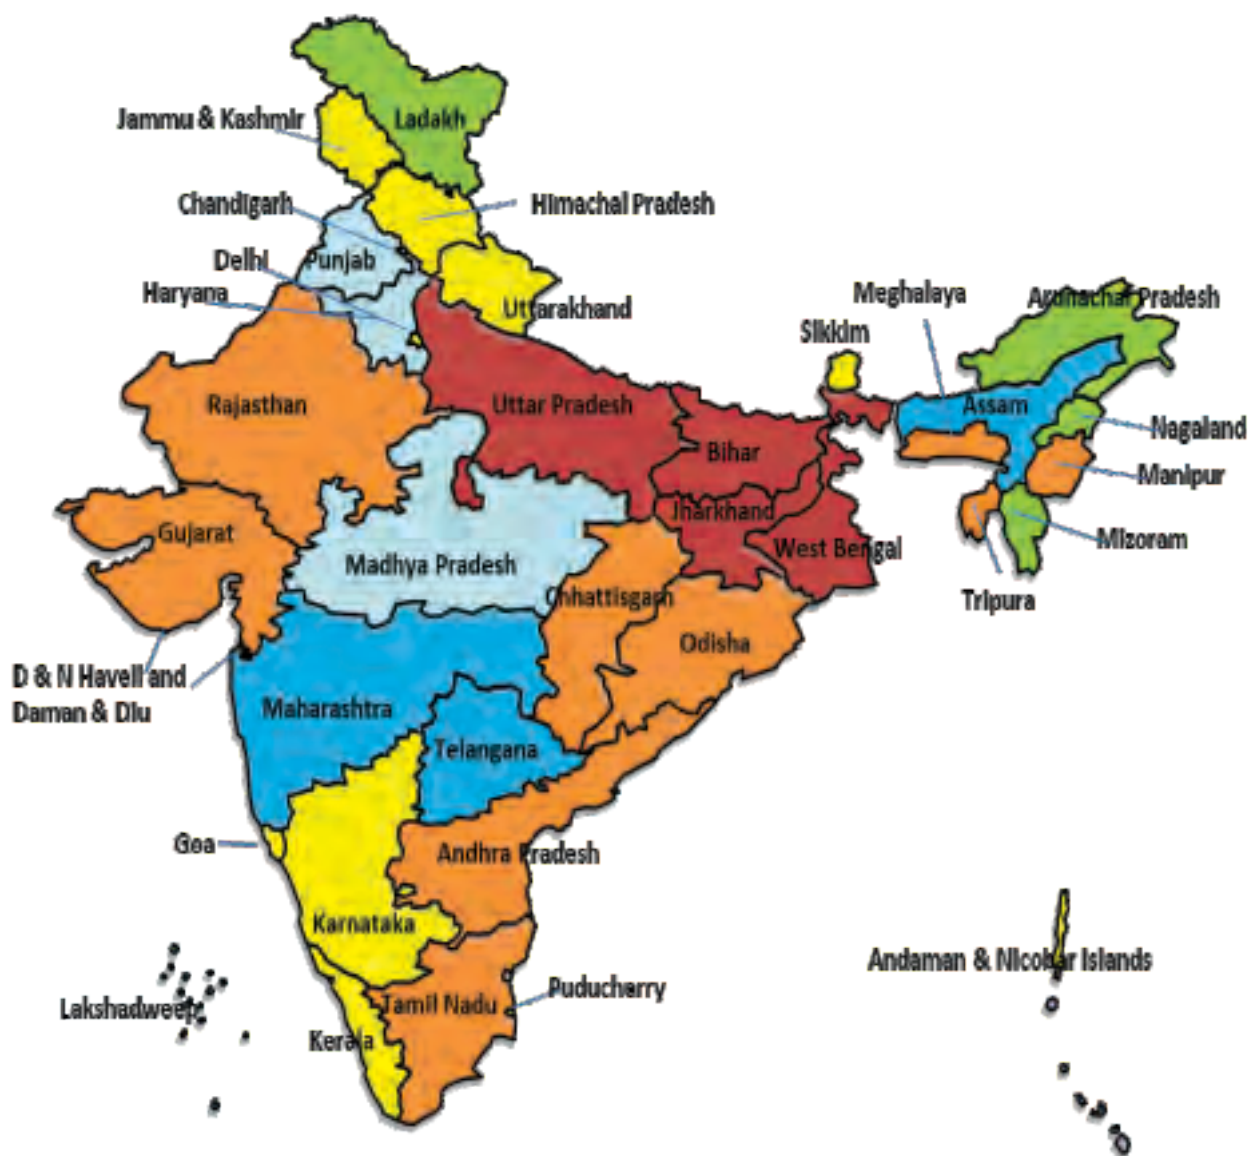 Ladakh
Jammu & Kashmir
Chandigarh
Himachal Pradesh
Delhi
Punjab
Haryana
Uttarakhand
Meghalaya
Arunachal Pradesh
Sikkim
Rajasthan
Uttar Pradesh
Assam
Nagaland
Bihar
Manipur
Jharkhand
Gujarat
West Bengal
Mizoram
Madhya Pradesh
Chhattisgarh
Tripura
Odisha
D & N Haveli and
Daman & Diu
Maharashtra
Telangana
Goa
Andhra Pradesh
Karnataka
Andaman & Nicobar Islands
Puducherry
Lakshadweep
Tamil Nadu
Kerala